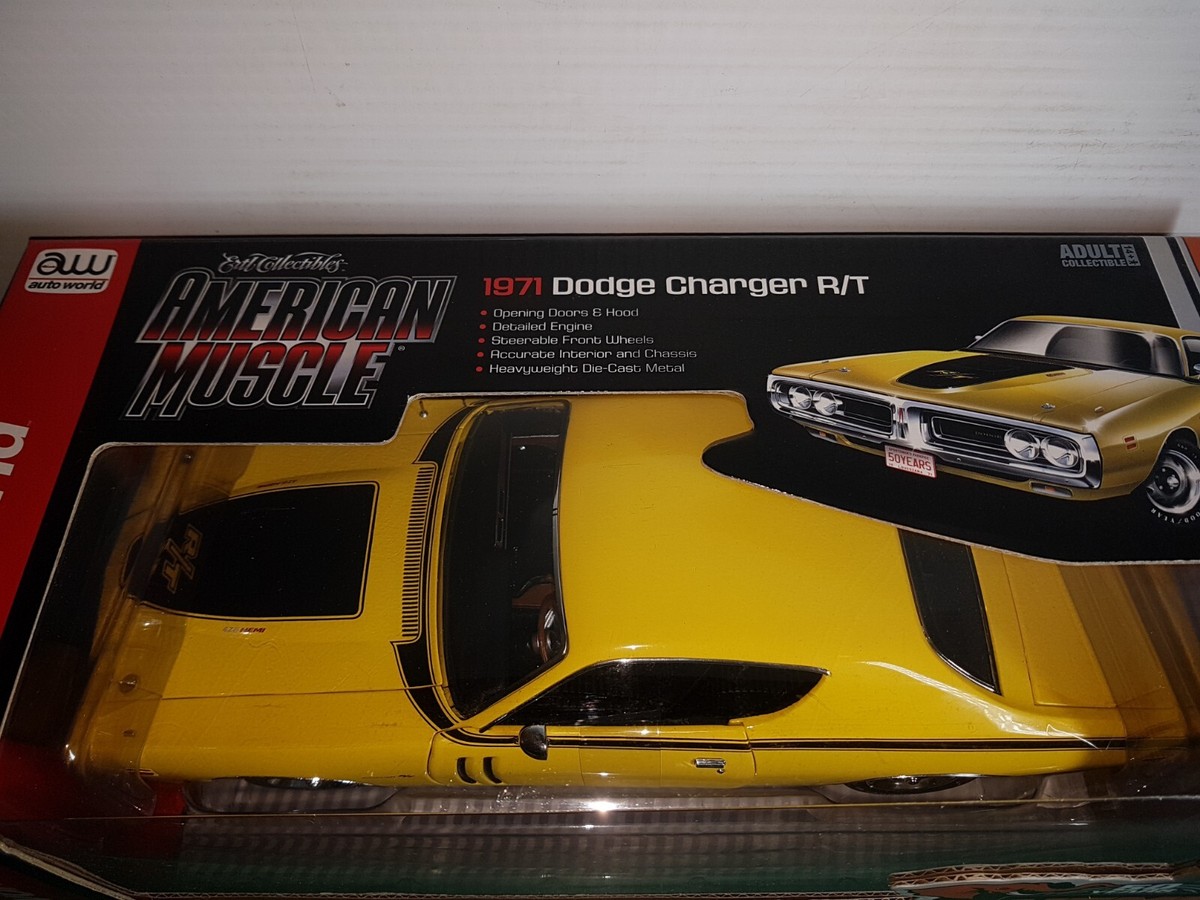 aw
auto world
Ertl Collectibles
AMERICAN
MUSCLE
1971 Dodge Charger R/T
• Opening Doors & Hood
• Detailed Engine
• Steerable Front Wheels
• Accurate Interior and Chassis
• Heavyweight Die-Cast Metal
ADULT
COLLECTIBLE
50YEARS
R/T
HEMI